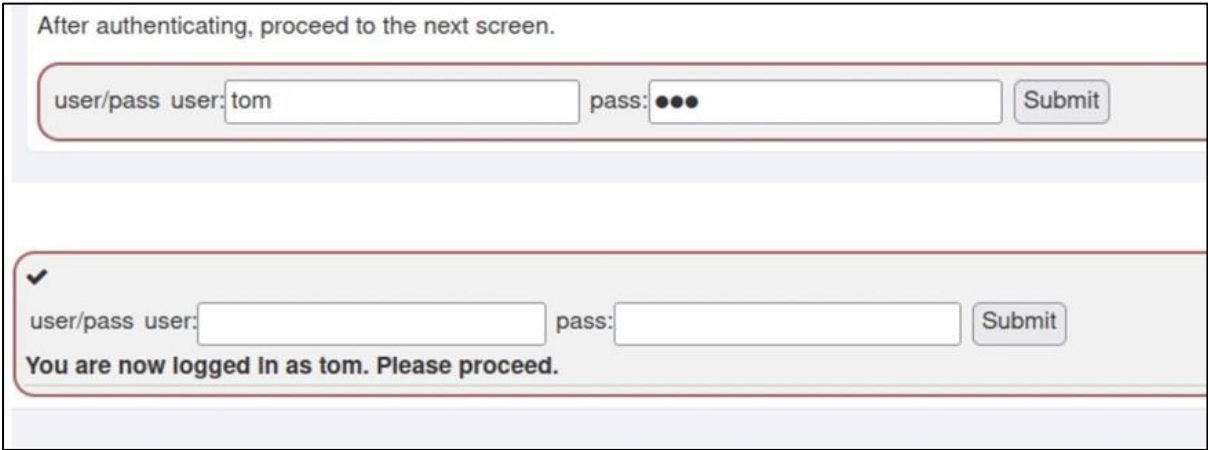 After authenticating, proceed to the next screen.
user/pass user: tom pass: ●●● Submit
✔
user/pass user: pass: Submit
You are now logged in as tom. Please proceed.